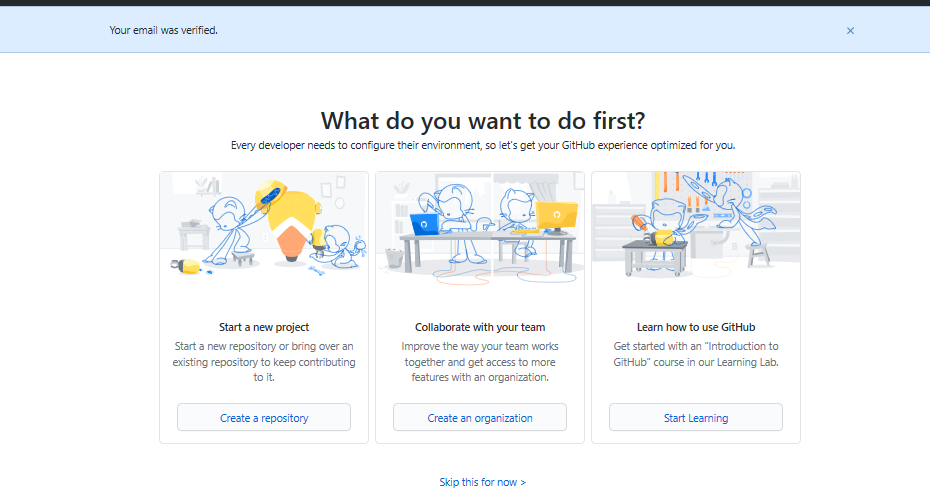 Your email was verified.
What do you want to do first?
Every developer needs to configure their environment, so let's get your GitHub experience optimized for you.
Start a new project
Start a new repository or bring over an
existing repository to keep contributing
to it.
Create a repository
Collaborate with your team
Improve the way your team works
together and get access to more
features with an organization.
Create an organization
Learn how to use GitHub
Get started with an "Introduction to
GitHub" course in our Learning Lab.
Start Learning
Skip this for now >